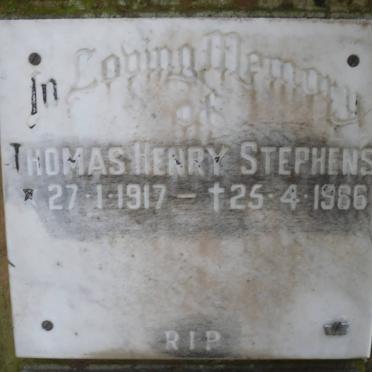 In Loving Memory
of
THOMAS HENRY STEPHENS
* 27·1·1917 — †25·4·1966
RIP